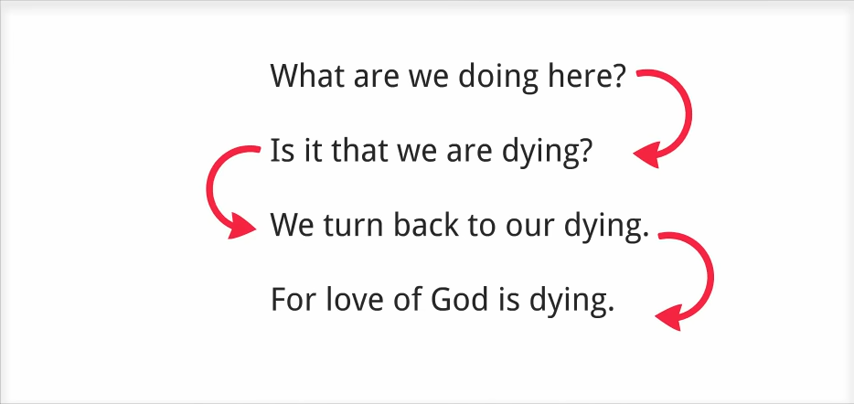 What are we doing here?
Is it that we are dying?
We turn back to our dying.
For love of God is dying.